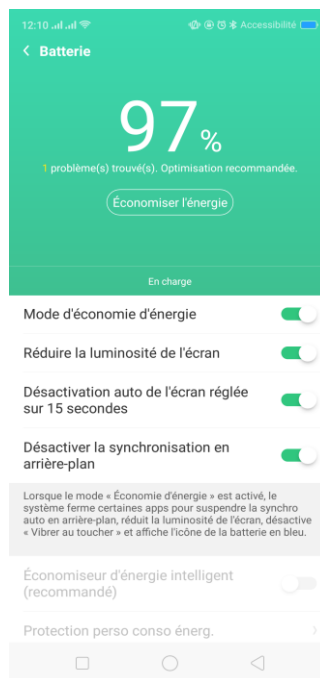 12:10
Accessibilité
Batterie
97%
1 problème(s) trouvé(s). Optimisation recommandée.
Économiser l'énergie
En charge
Mode d'économie d'énergie
Réduire la luminosité de l'écran
Désactivation auto de l'écran réglée
sur 15 secondes
Désactiver la synchronisation en
arrière-plan
Lorsque le mode « Économie d'énergie » est activé, le
système ferme certaines apps pour suspendre la synchro
auto en arrière-plan, réduit la luminosité de l'écran, désactive
« Vibrer au toucher » et affiche l'icône de la batterie en bleu.
Économiseur d'énergie intelligent
(recommandé)
Protection perso conso énerg.